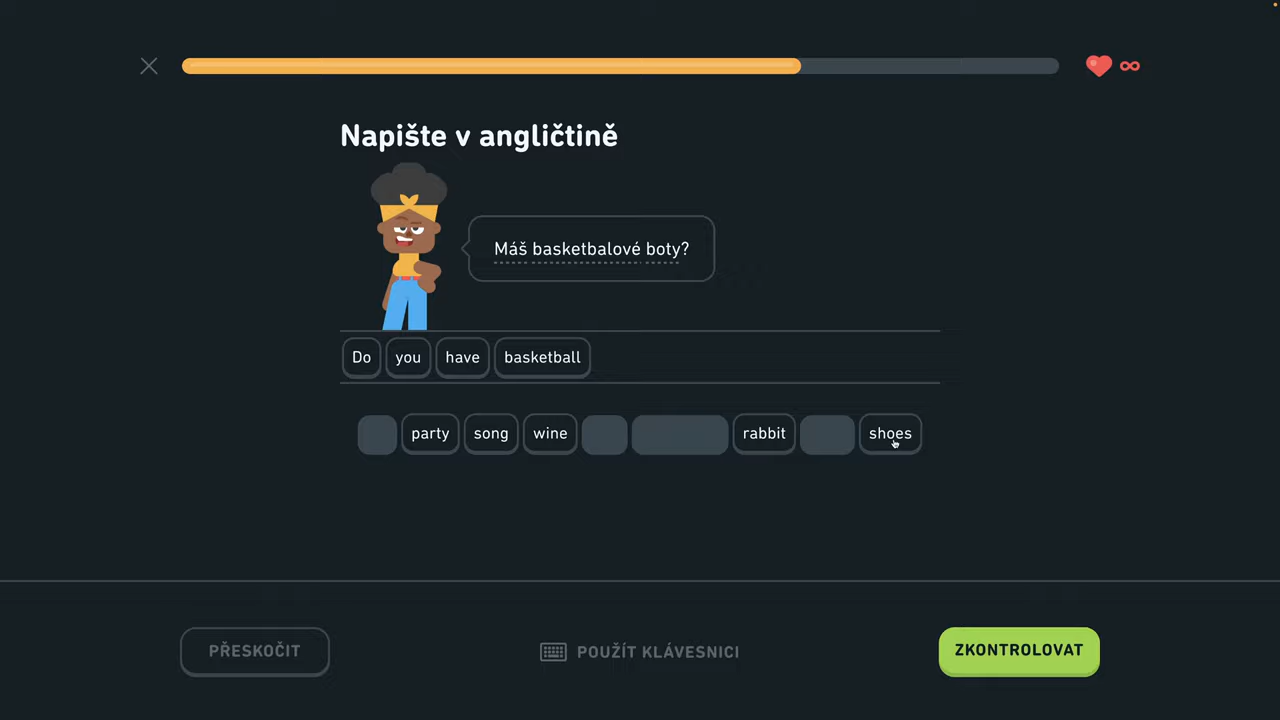 Napište v angličtině
Máš basketbalové boty?
Do you have basketball
party song wine rabbit shoes
PŘESKOČIT POUŽÍT KLÁVESNICI ZKONTROLOVAT